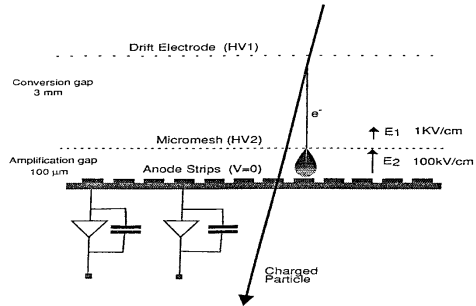 Drift Electrode (HV1)
Conversion gap
3 mm
e-
E1 1KV/cm
Micromesh (HV2)
E2 100kV/cm
Amplification gap
100 μm
Anode Strips (V=0)
Charged
Particle